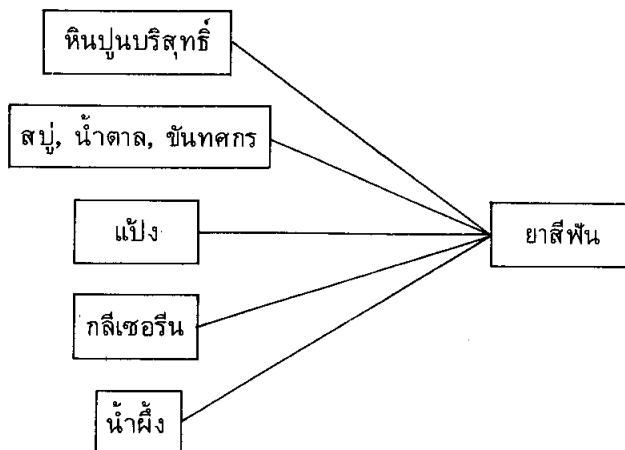 หินปูนบริสุทธิ์
สบู่, น้ำตาล, ขันทศกร
แป้ง
ยาสีฟัน
กลีเซอรีน
น้ำผึ้ง